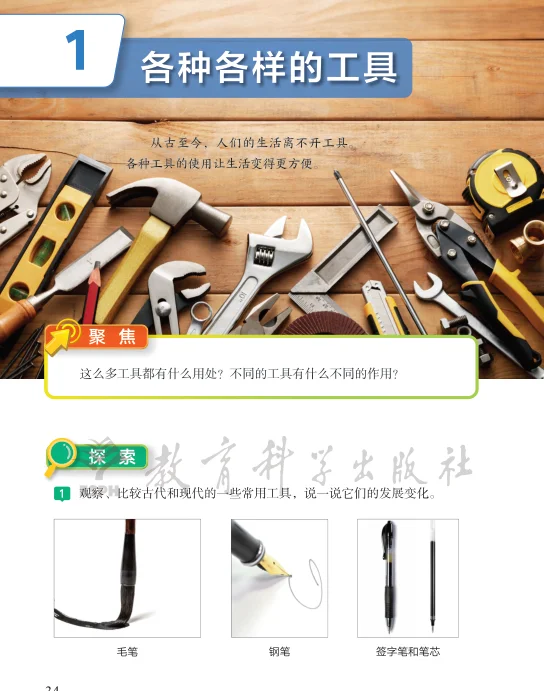 1
各种各样的工具
从古至今，人们的生活离不开工具。
各种工具的使用让生活变得更方便。
聚焦
这么多工具都有什么用处？不同的工具有什么不同的作用？
探索
教育科学出版社
1 观察、比较古代和现代的一些常用工具，说一说它们的发展变化。
毛笔
钢笔
签字笔和笔芯
24